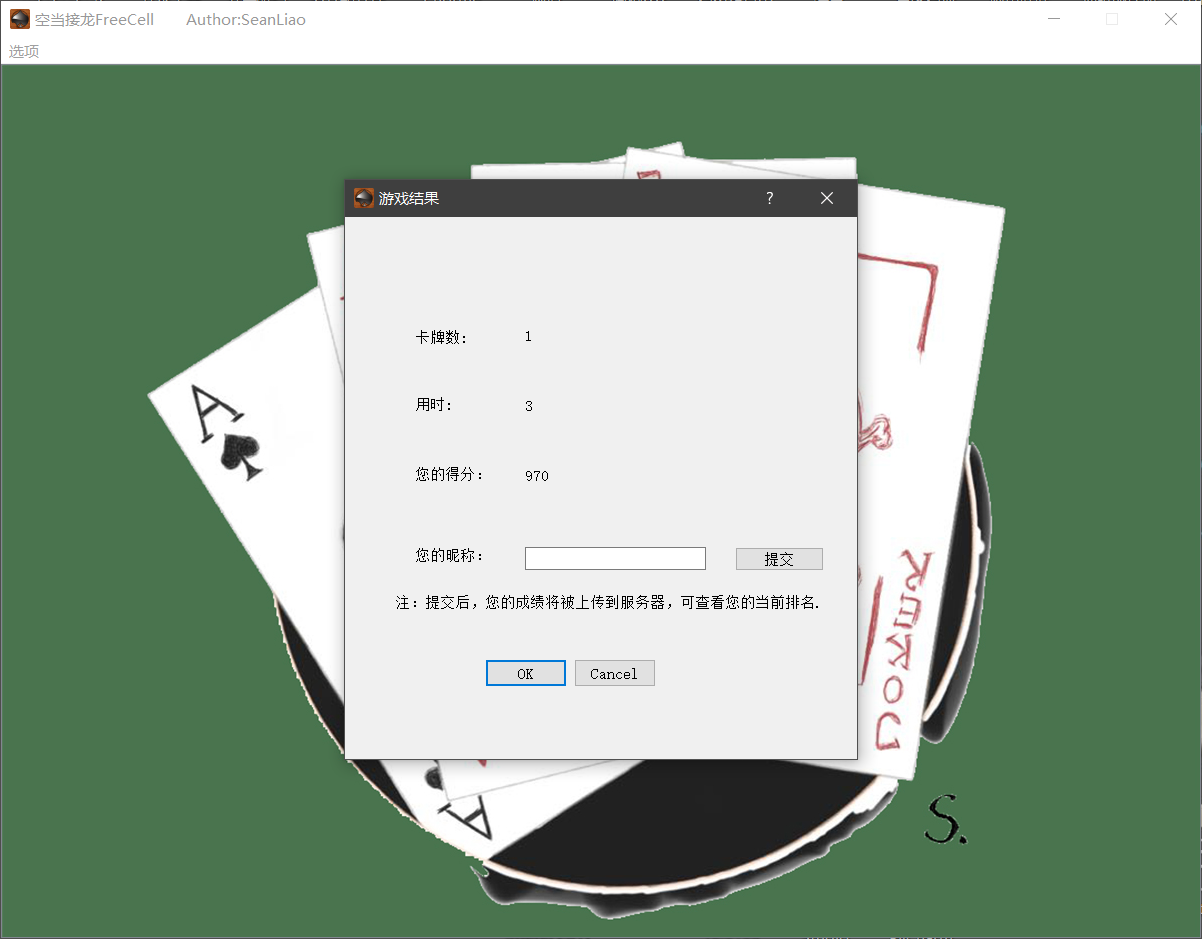 空当接龙FreeCell Author:SeanLiao
选项
游戏结果
卡牌数: 1
用时: 3
您的得分: 970
您的昵称: 提交
注:提交后,您的成绩将被上传到服务器,可查看您的当前排名.
OK Cancel
A
A
S.